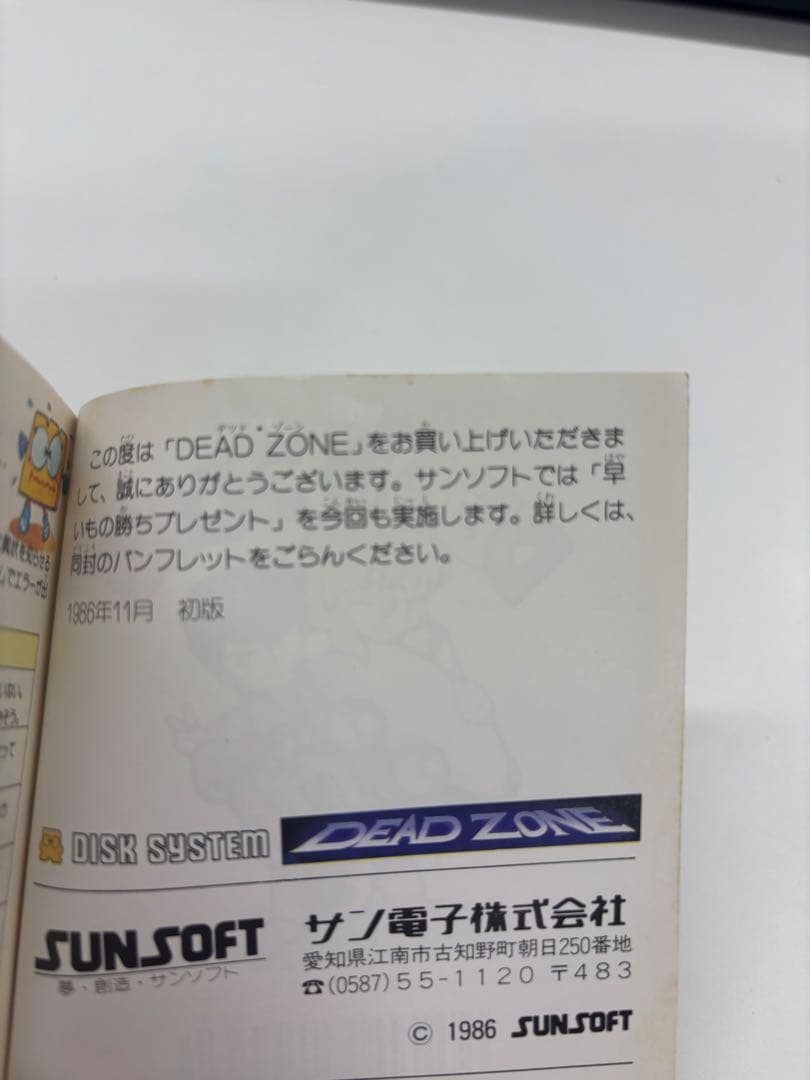 この度は「DEAD ZONE」をお買い上げいただきま
して、誠にありがとうございます。サンソフトでは「早
いもの勝ちプレゼント」を今回も実施します。詳しくは、
同封のパンフレットをごらんください。
1986年11月 初版
DISK SYSTEM DEAD ZONE
SUNSOFT
夢・創造・サンソフト
サン電子株式会社
愛知県江南市古知野町朝日250番地
☎(0587)55-1120 〒483
© 1986 SUNSOFT